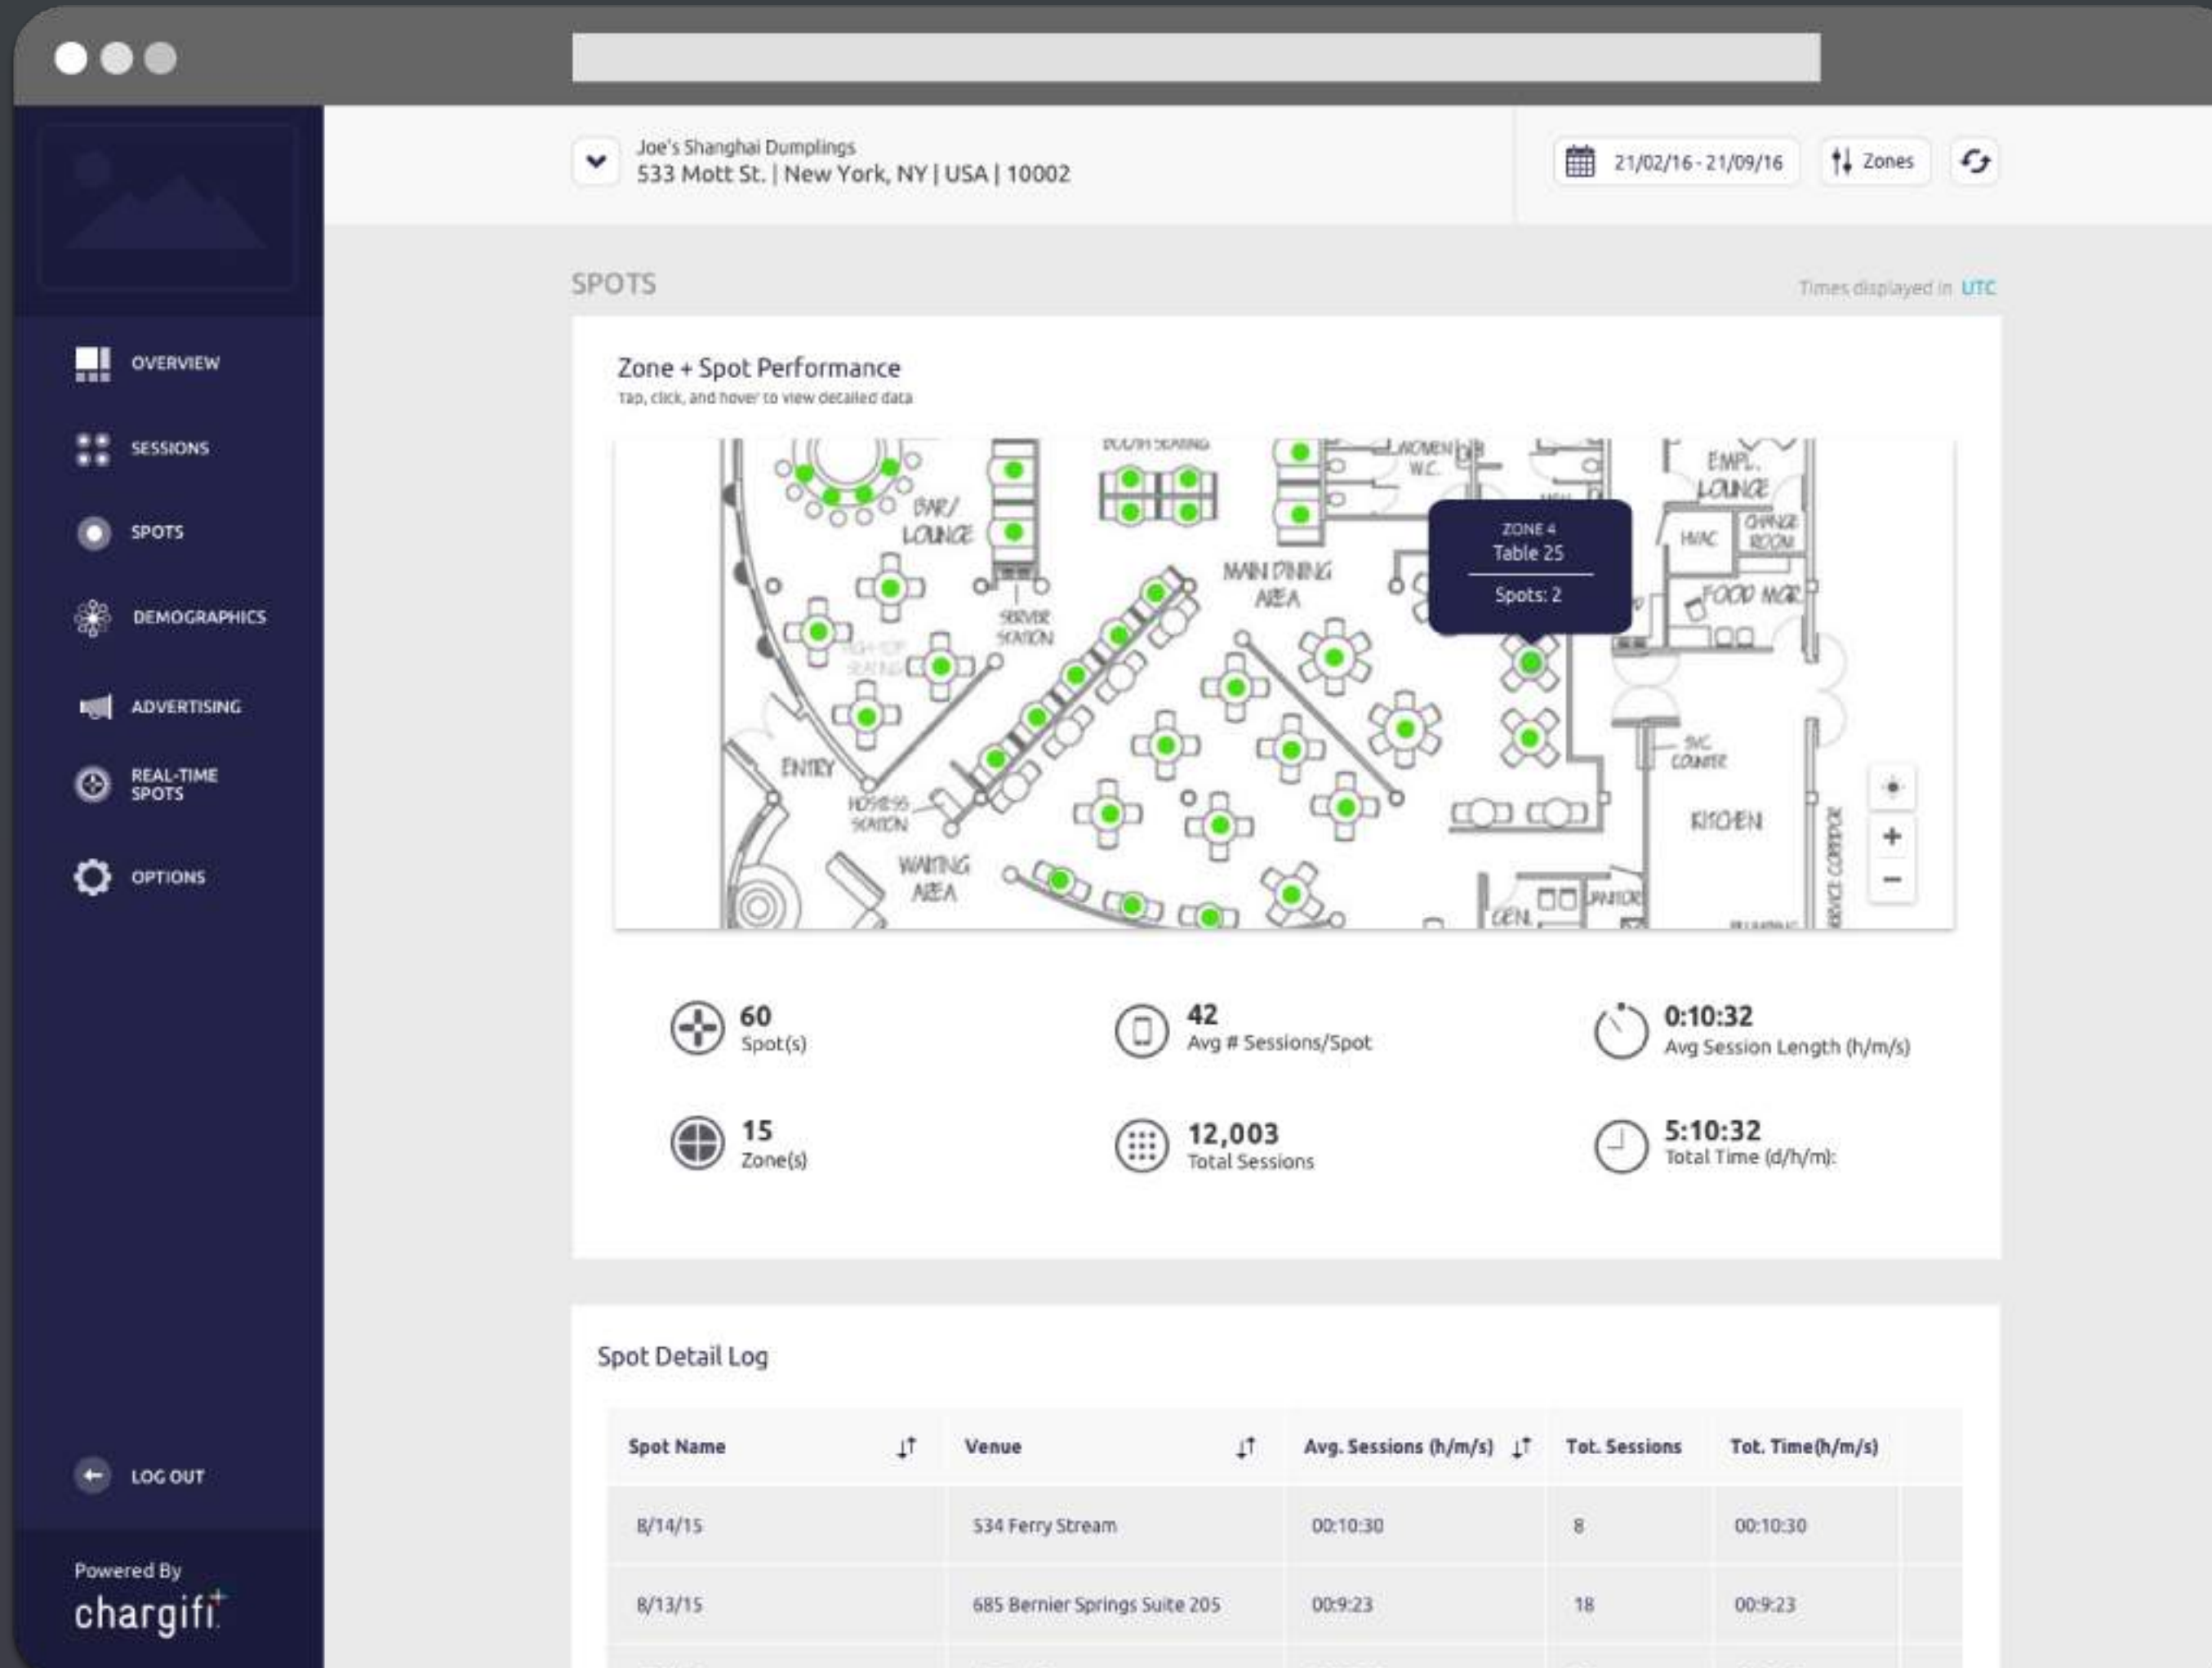 Joe's Shanghai Dumplings
533 Mott St. | New York, NY | USA | 10002
21/02/16 - 21/09/16
Zones
OVERVIEW
SESSIONS
SPOTS
DEMOGRAPHICS
ADVERTISING
REAL-TIME
SPOTS
OPTIONS
LOG OUT
Powered By
chargifi
SPOTS
Times displayed in UTC
Zone + Spot Performance
Tap, click, and hover to view detailed data
BOOTH SEATING
WOMEN
W.C.
EMPL.
LOUNGE
BAR/
LOUNGE
HVAC
CHANGE
ROOM
ZONE 4
Table 25
Spots: 2
MAIN DINING
AREA
FOOD MGR.
SERVER
STATION
HIGH-TOP
SEATING
ENTRY
SVC.
COUNTER
HOSTESS
STATION
KITCHEN
WAITING
AREA
GEN.
JANITOR
SERVICE CORRIDOR
60
Spot(s)
42
Avg # Sessions/Spot
0:10:32
Avg Session Length (h/m/s)
15
Zone(s)
12,003
Total Sessions
5:10:32
Total Time (d/h/m):
Spot Detail Log
Spot Name Venue Avg. Sessions (h/m/s) Tot. Sessions Tot. Time(h/m/s)
8/14/15 534 Ferry Stream 00:10:30 8 00:10:30
8/13/15 685 Bernier Springs Suite 205 00:9:23 18 00:9:23